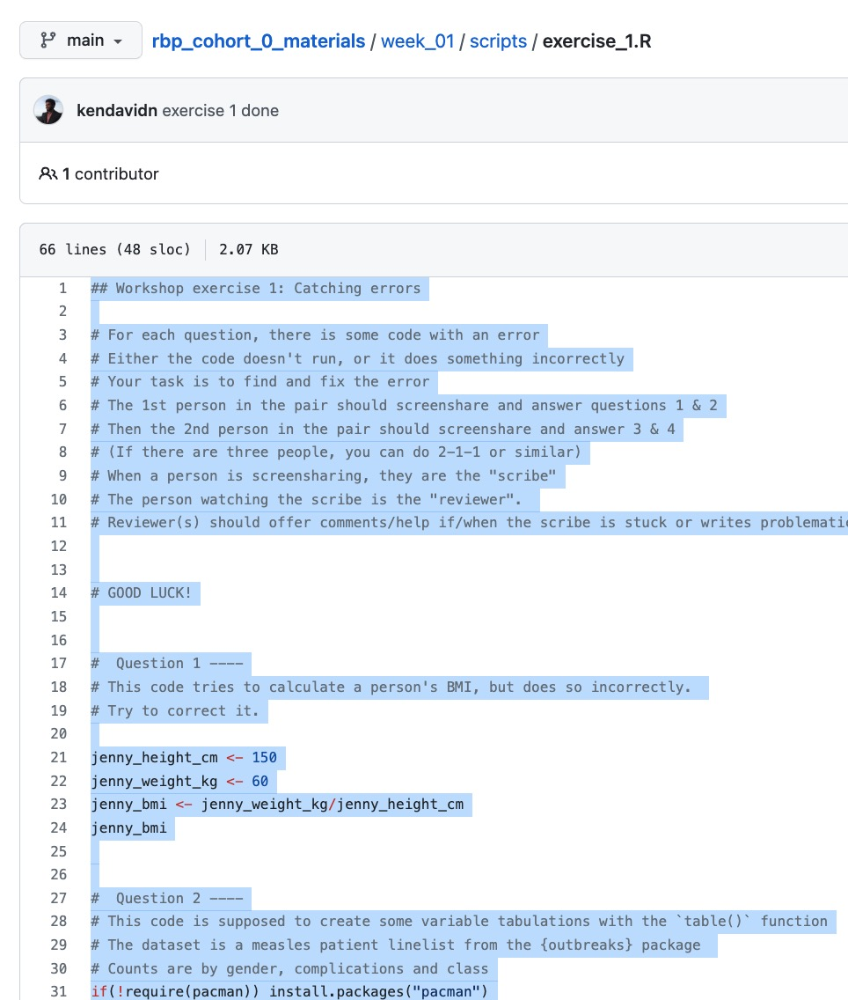 main
rbp_cohort_0_materials / week_01 / scripts / exercise_1.R
kendavidn exercise 1 done
1 contributor
66 lines (48 sloc) 2.07 KB
1 ## Workshop exercise 1: Catching errors
2
3 # For each question, there is some code with an error
4 # Either the code doesn't run, or it does something incorrectly
5 # Your task is to find and fix the error
6 # The 1st person in the pair should screenshare and answer questions 1 & 2
7 # Then the 2nd person in the pair should screenshare and answer 3 & 4
8 # (If there are three people, you can do 2-1-1 or similar)
9 # When a person is screensharing, they are the "scribe"
10 # The person watching the scribe is the "reviewer".
11 # Reviewer(s) should offer comments/help if/when the scribe is stuck or writes
12
13
14 # GOOD LUCK!
15
16
17 #  Question 1 ----
18 # This code tries to calculate a person's BMI, but does so incorrectly.
19 # Try to correct it.
20
21 jenny_height_cm <- 150
22 jenny_weight_kg <- 60
23 jenny_bmi <- jenny_weight_kg/jenny_height_cm
24 jenny_bmi
25
26
27 #  Question 2 ----
28 # This code is supposed to create some variable tabulations with the `table()` function
29 # The dataset is a measles patient linelist from the {outbreaks} package
30 # Counts are by gender, complications and class
31 if(!require(pacman)) install.packages("pacman")